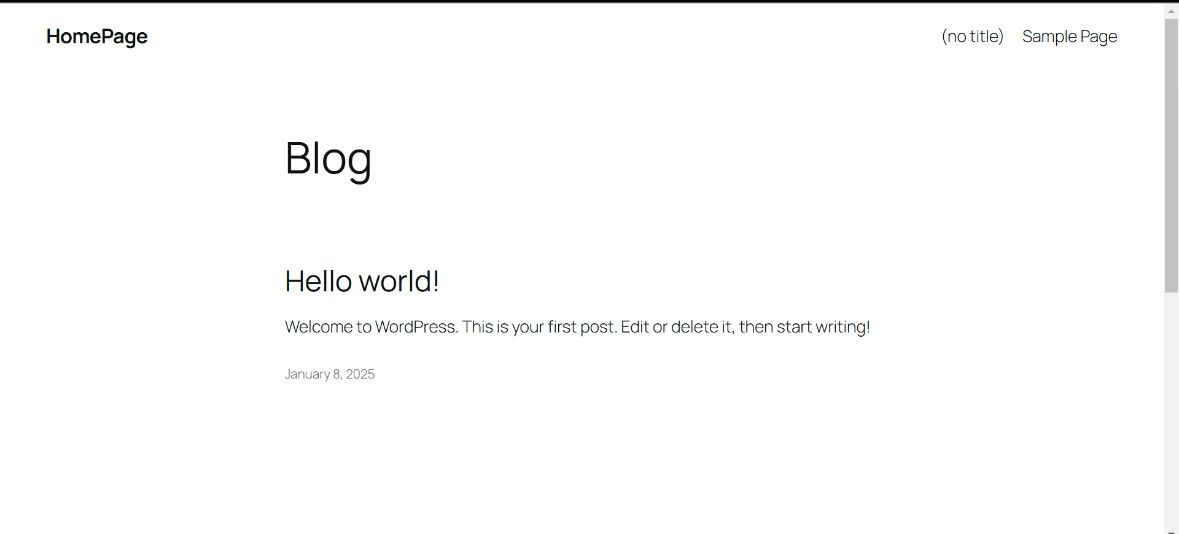 HomePage
(no title) Sample Page
Blog
Hello world!
Welcome to WordPress. This is your first post. Edit or delete it, then start writing!
January 8, 2025